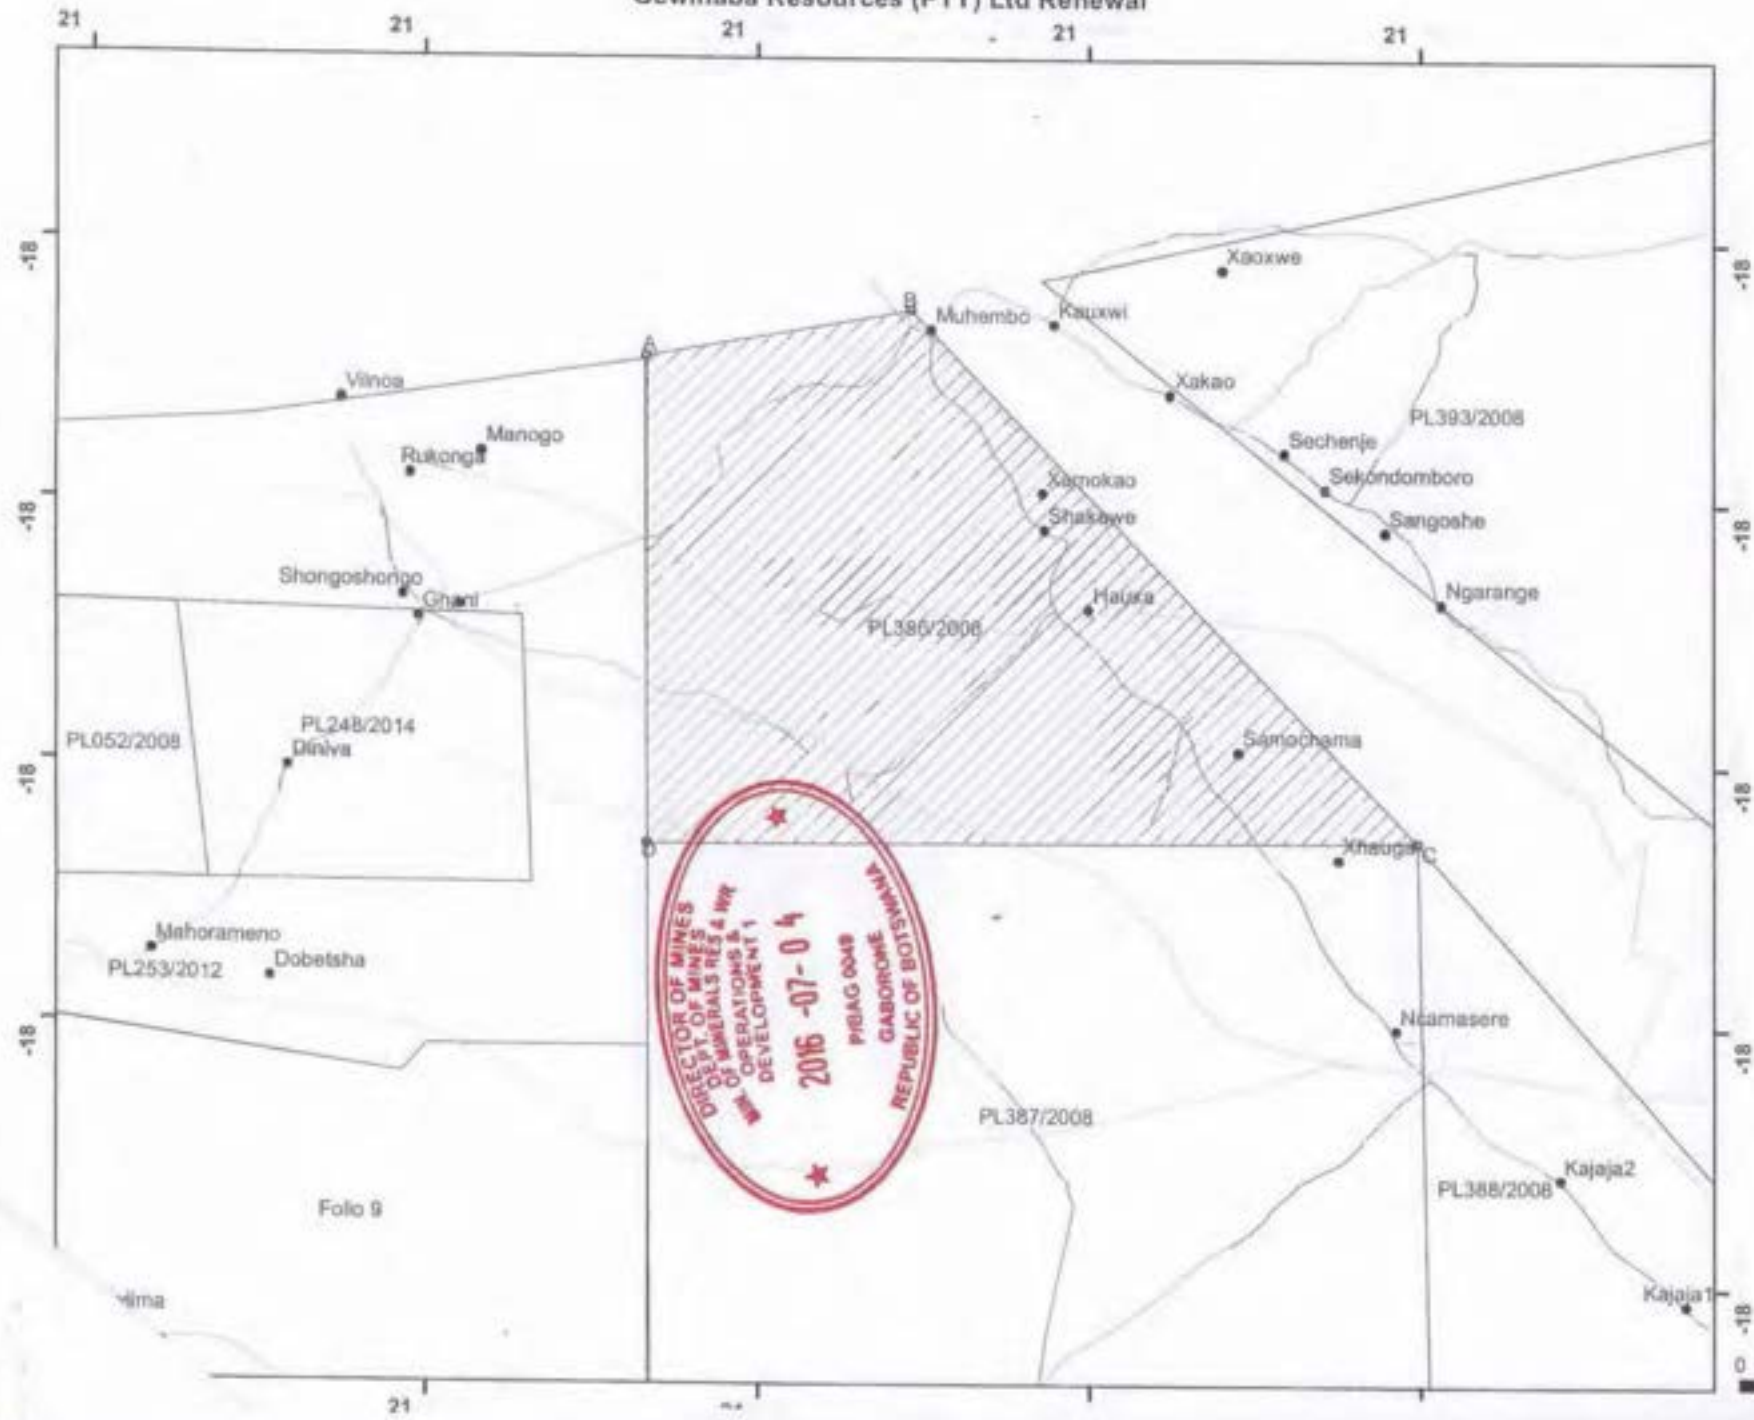 Resources (PTY) Ltd Renewal
21
21
21
21
21
-18
-18
Xaoxwe
B
Muhembo
Kauxwi
A
Vilnoa
Xakao
PL393/2008
Manogo
Rukonga
Sechenje
Sekondomboro
Xamokao
-18
-18
Shakawe
Sangoshe
Shongoshongo
Ghani
Hauxa
Ngarange
PL386/2008
PL248/2014
PL052/2008
Diniva
Samochama
-18
-18
D
Xhauga
C
Mahorameno
PL253/2012
Dobetsha
DIRECTOR OF MINES
DEPT. OF MINES
OF MINERALS RES & WR
OPERATIONS &
DEVELOPMENT 1
2016 -07- 04
P/BAG 0049
GABORONE
REPUBLIC OF BOTSWANA
-18
-18
Ncamasere
PL387/2008
Kajaja2
PL388/2008
Folio 9
Kajaja1
-18
0
21